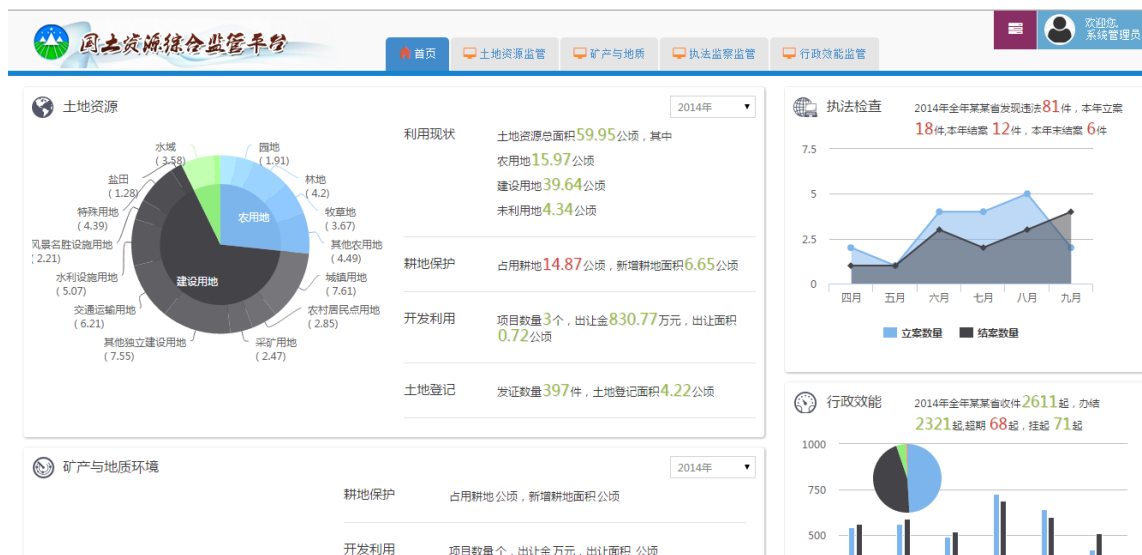 国土资源综合监管平台
首页
土地资源监管
矿产与地质
执法监察监管
行政效能监管
欢迎您,
系统管理员
土地资源
2014年
水域
( 3.58)
园地
( 1.91)
盐田
( 1.28)
林地
( 4.2)
特殊用地
( 4.39)
牧草地
( 3.67)
风景名胜设施用地
( 2.21)
其他农用地
( 4.49)
水利设施用地
( 5.07)
城镇用地
( 7.61)
交通运输用地
( 6.21)
农村居民点用地
( 2.85)
其他独立建设用地
( 7.55)
采矿用地
( 2.47)
农用地
建设用地
利用现状
土地资源总面积59.95公顷，其中
农用地15.97公顷
建设用地39.64公顷
未利用地4.34公顷
耕地保护
占用耕地14.87公顷，新增耕地面积6.65公顷
开发利用
项目数量3个，出让金830.77万元，出让面积
0.72公顷
土地登记
发证数量397件，土地登记面积4.22公顷
执法检查
2014年全年某某省发现违法81件，本年立案
18件,本年结案 12件，本年末结案 6件
7.5
5
2.5
0
四月 五月 六月 七月 八月 九月
立案数量 结案数量
行政效能
2014年全年某某省收件2611起，办结
2321起,超期 68起，挂起 71起
1000
750
500
矿产与地质环境
2014年
耕地保护
占用耕地公顷，新增耕地面积公顷
开发利用
项目数量个，出让金万元，出让面积 公顷